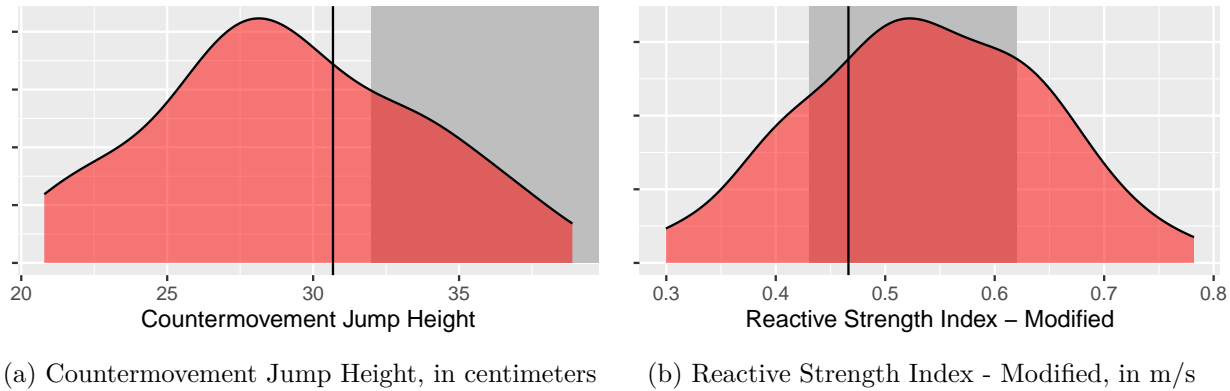 20 25 30 35
Countermovement Jump Height
(a) Countermovement Jump Height, in centimeters
0.3 0.4 0.5 0.6 0.7 0.8
Reactive Strength Index – Modified
(b) Reactive Strength Index - Modified, in m/s